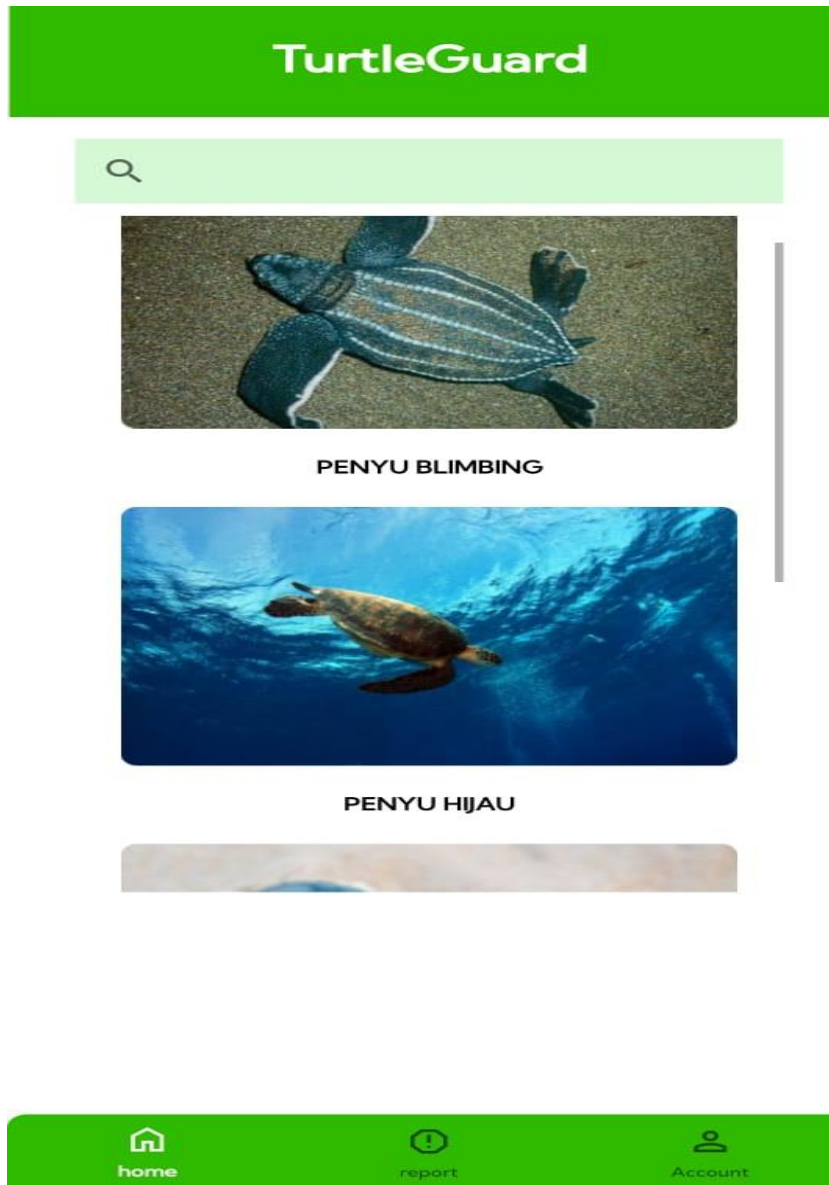 TurtleGuard
PENYU BLIMBING
PENYU HIJAU
home
report
Account